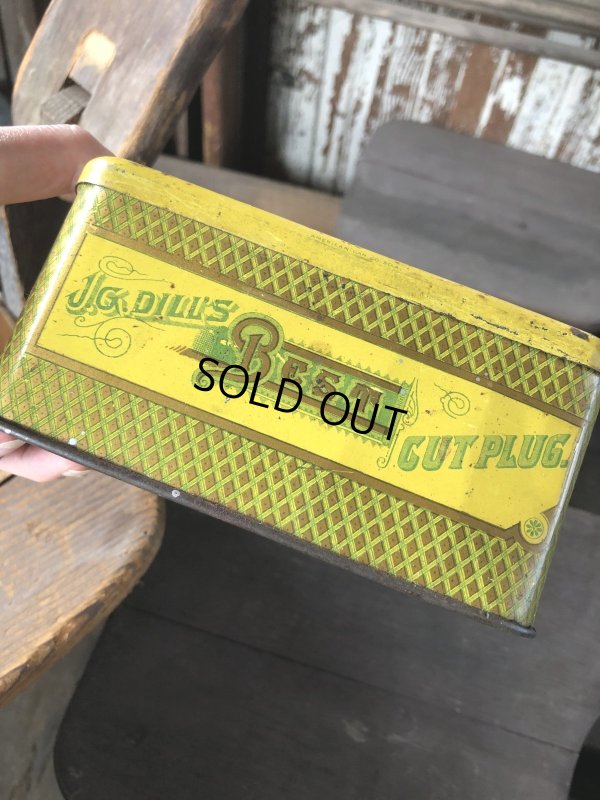 J.G. DILL'S
BEST
CUT PLUG.
SOLD OUT